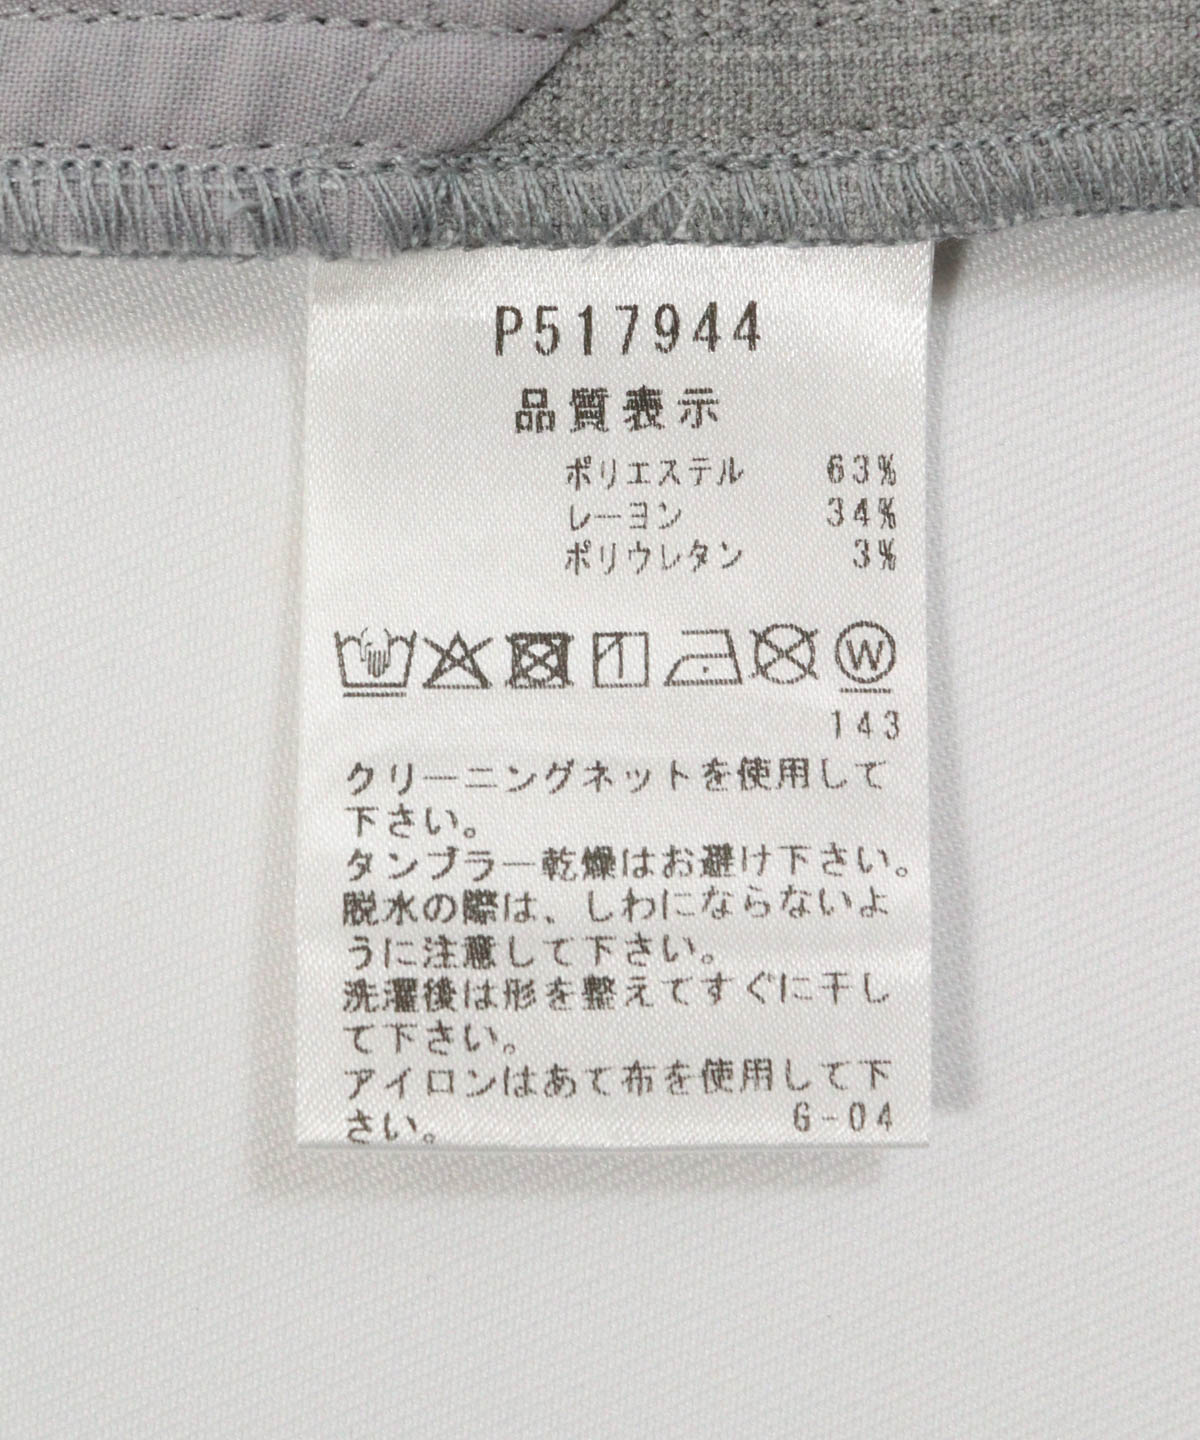 P517944
品質表示
ポリエステル 63%
レーヨン 34%
ポリウレタン 3%
W
143
クリーニングネットを使用して
下さい。
タンブラー乾燥はお避け下さい。
脱水の際は、しわにならないよ
うに注意して下さい。
洗濯後は形を整えてすぐに干し
て下さい。
アイロンはあて布を使用して下
さい。 G-04